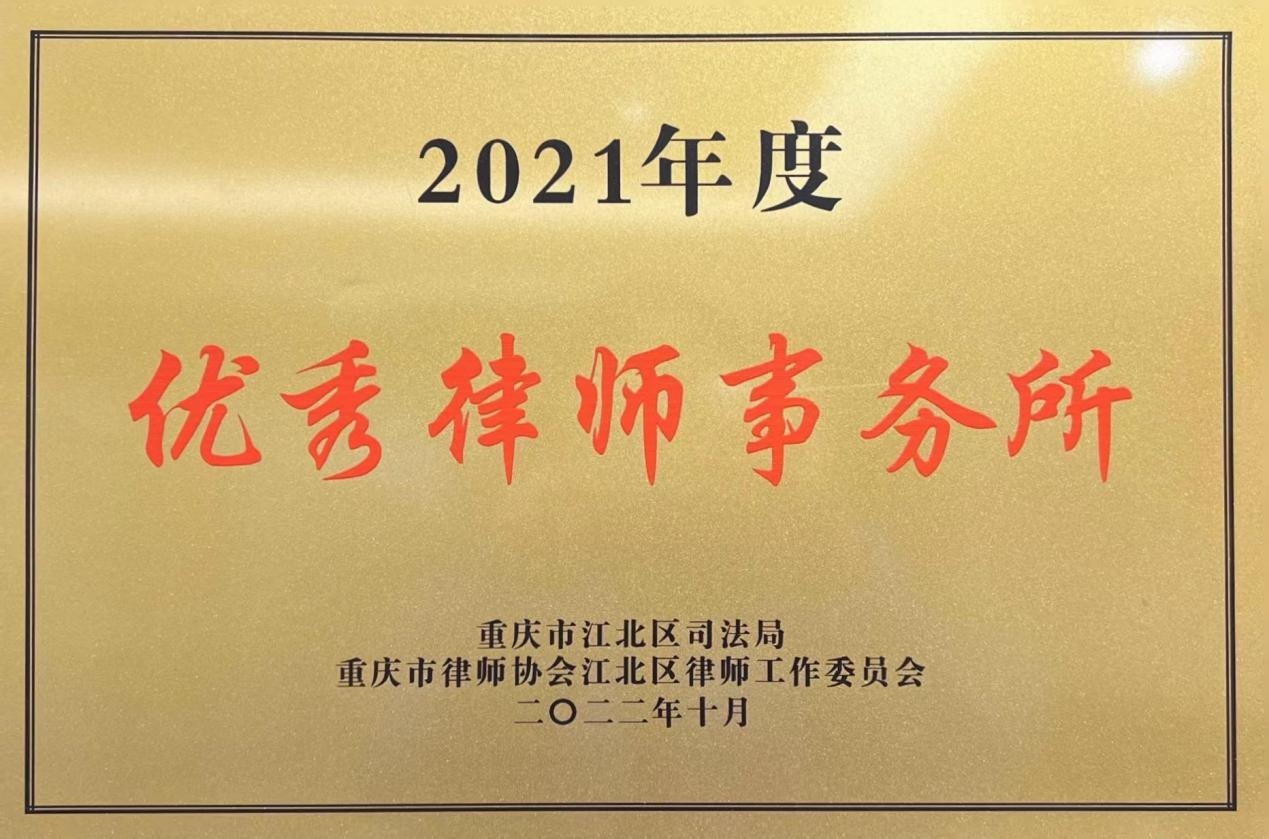 2021年度
优秀律师事务所
重庆市江北区司法局
重庆市律师协会江北区律师工作委员会
二〇二二年十月